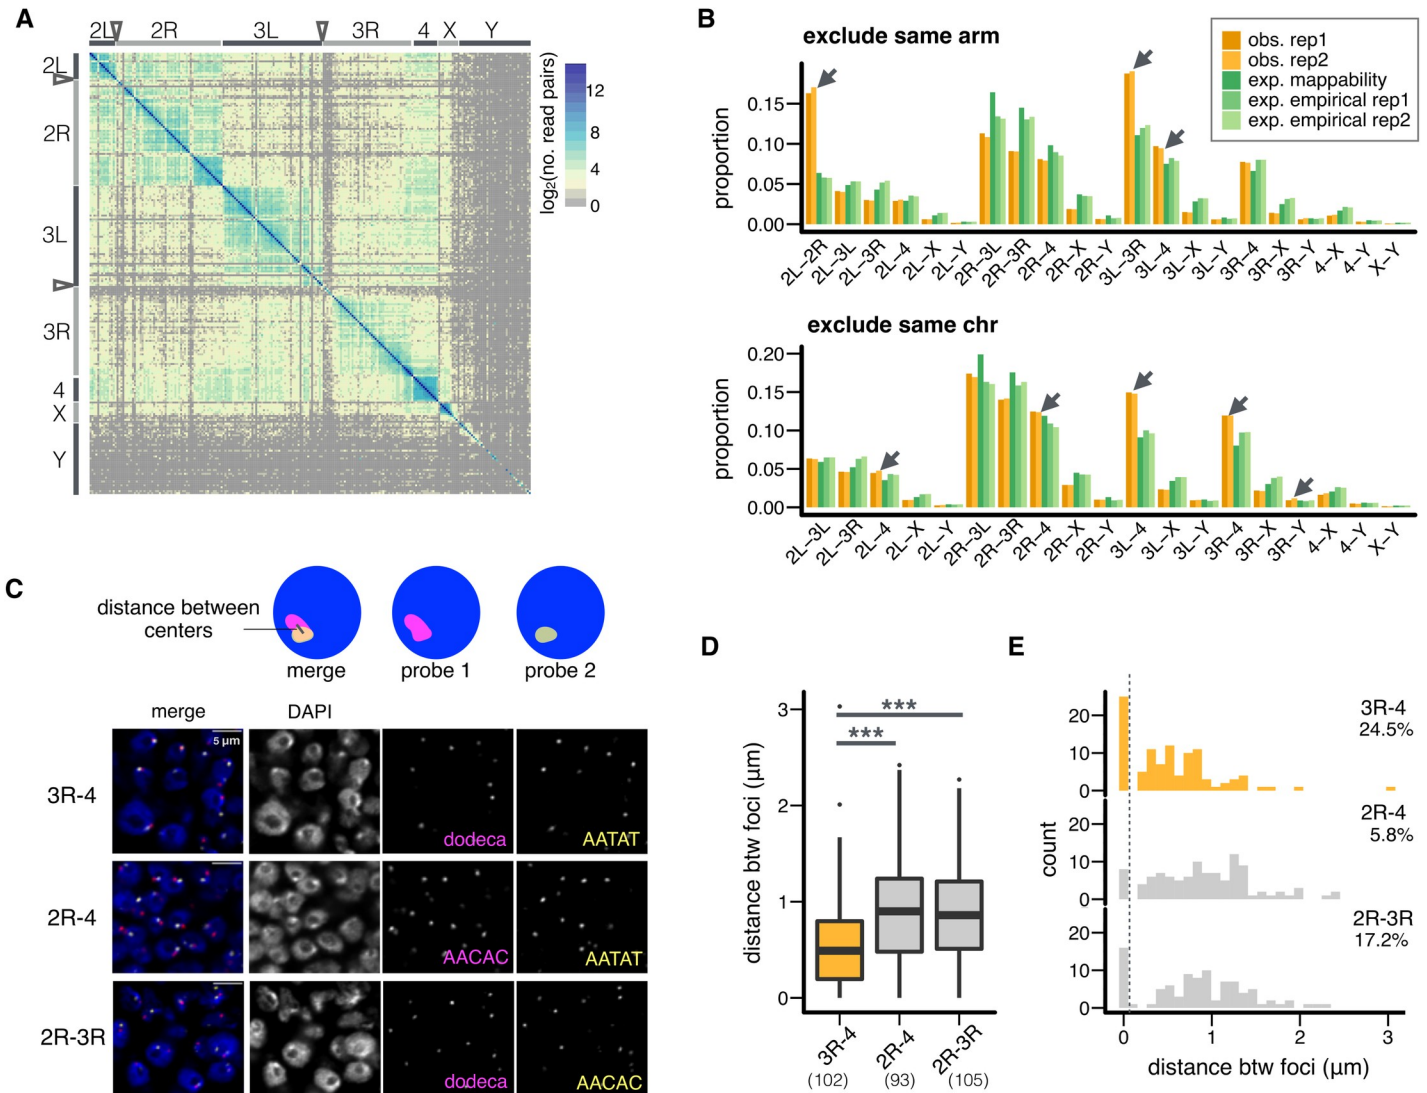 A
2L
2R
3L
3R
4
X
Y
2L
2R
3L
3R
4
X
Y
log2(no. read pairs)
12
8
4
0
B
exclude same arm
obs. rep1
obs. rep2
exp. mappability
exp. empirical rep1
exp. empirical rep2
proportion
0.15
0.10
0.05
0.00
2L–2R
2L–3L
2L–3R
2L–4
2L–X
2L–Y
2R–3L
2R–3R
2R–4
2R–X
2R–Y
3L–3R
3L–4
3L–X
3L–Y
3R–4
3R–X
3R–Y
4–X
4–Y
X–Y
exclude same chr
proportion
0.20
0.15
0.10
0.05
0.00
2L–3L
2L–3R
2L–4
2L–X
2L–Y
2R–3L
2R–3R
2R–4
2R–X
2R–Y
3L–4
3L–X
3L–Y
3R–4
3R–X
3R–Y
4–X
4–Y
X–Y
C
distance between
centers
merge
probe 1
probe 2
merge
DAPI
5 µm
3R-4
dodeca
AATAT
2R-4
AACAC
AATAT
2R-3R
dodeca
AACAC
D
distance btw foci (µm)
3
2
1
0
***
***
3R-4
2R-4
2R-3R
(102)
(93)
(105)
E
count
20
10
0
3R-4
24.5%
20
10
0
2R-4
5.8%
20
10
0
2R-3R
17.2%
0
1
2
3
distance btw foci (µm)